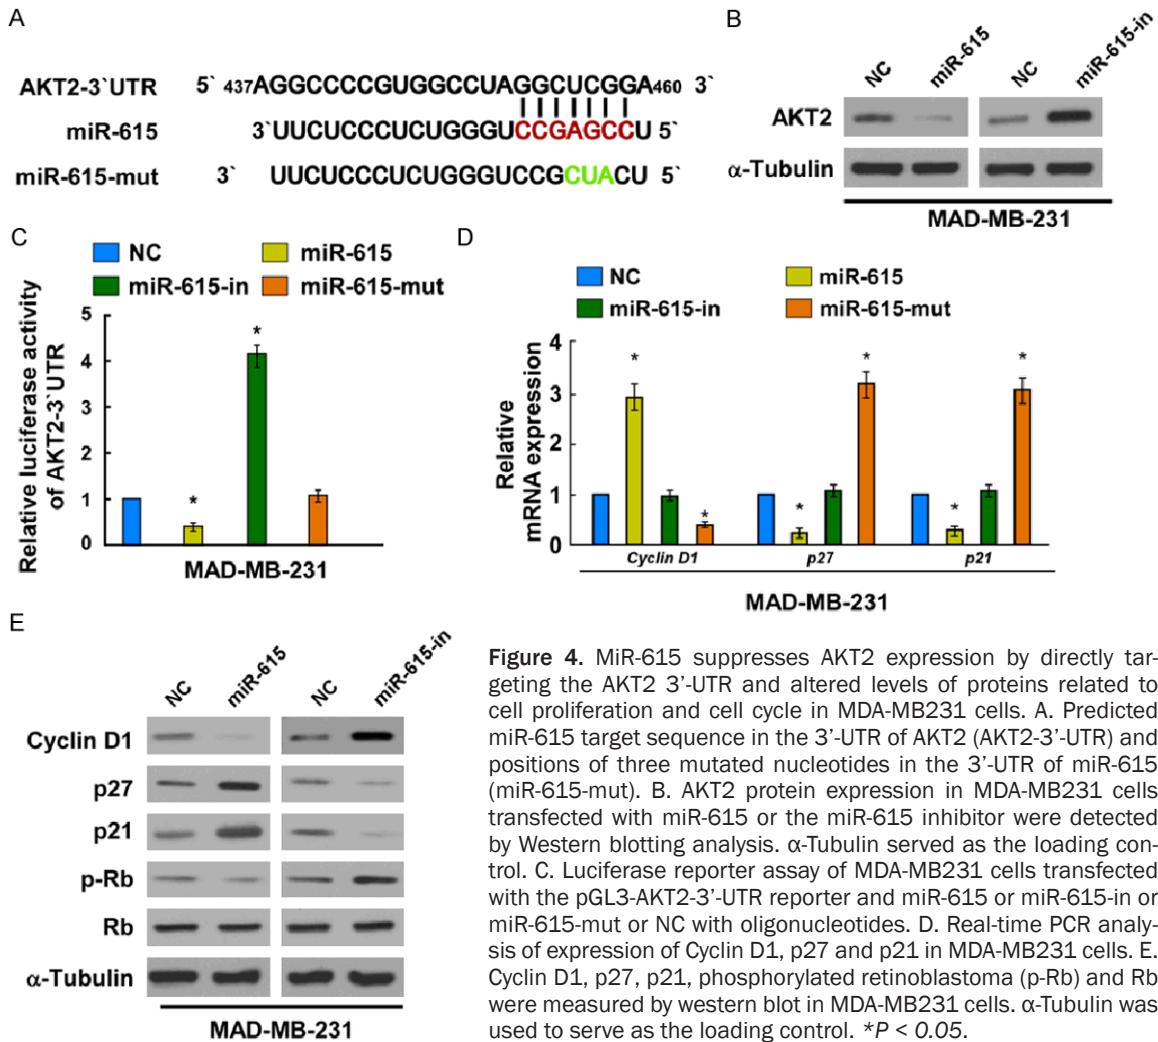 A
AKT2-3`UTR 5` 437AGGCCCCGUGGCCUAGGCUCGGA460 3`
miR-615 3`UUCUCCCUCUGGGUCCGAGCCU 5`
miR-615-mut 3` UUCUCCCUCUGGGUCCGCUACU 5`
B
NC miR-615 NC miR-615-in
AKT2
α-Tubulin
MAD-MB-231
C
NC miR-615
miR-615-in miR-615-mut
Relative luciferase activity
of AKT2-3`UTR
5
4
3
2
1
0
* *
MAD-MB-231
D
NC miR-615
miR-615-in miR-615-mut
Relative
mRNA expression
4
3
2
1
0
* * * * * *
Cyclin D1 p27 p21
MAD-MB-231
E
NC miR-615 NC miR-615-in
Cyclin D1
p27
p21
p-Rb
Rb
α-Tubulin
MAD-MB-231
Figure 4. MiR-615 suppresses AKT2 expression by directly tar-
geting the AKT2 3’-UTR and altered levels of proteins related to
cell proliferation and cell cycle in MDA-MB231 cells. A. Predicted
miR-615 target sequence in the 3’-UTR of AKT2 (AKT2-3’-UTR) and
positions of three mutated nucleotides in the 3’-UTR of miR-615
(miR-615-mut). B. AKT2 protein expression in MDA-MB231 cells
transfected with miR-615 or the miR-615 inhibitor were detected
by Western blotting analysis. α-Tubulin served as the loading con-
trol. C. Luciferase reporter assay of MDA-MB231 cells transfected
with the pGL3-AKT2-3’-UTR reporter and miR-615 or miR-615-in or
miR-615-mut or NC with oligonucleotides. D. Real-time PCR analy-
sis of expression of Cyclin D1, p27 and p21 in MDA-MB231 cells. E.
Cyclin D1, p27, p21, phosphorylated retinoblastoma (p-Rb) and Rb
were measured by western blot in MDA-MB231 cells. α-Tubulin was
used to serve as the loading control. *P < 0.05.